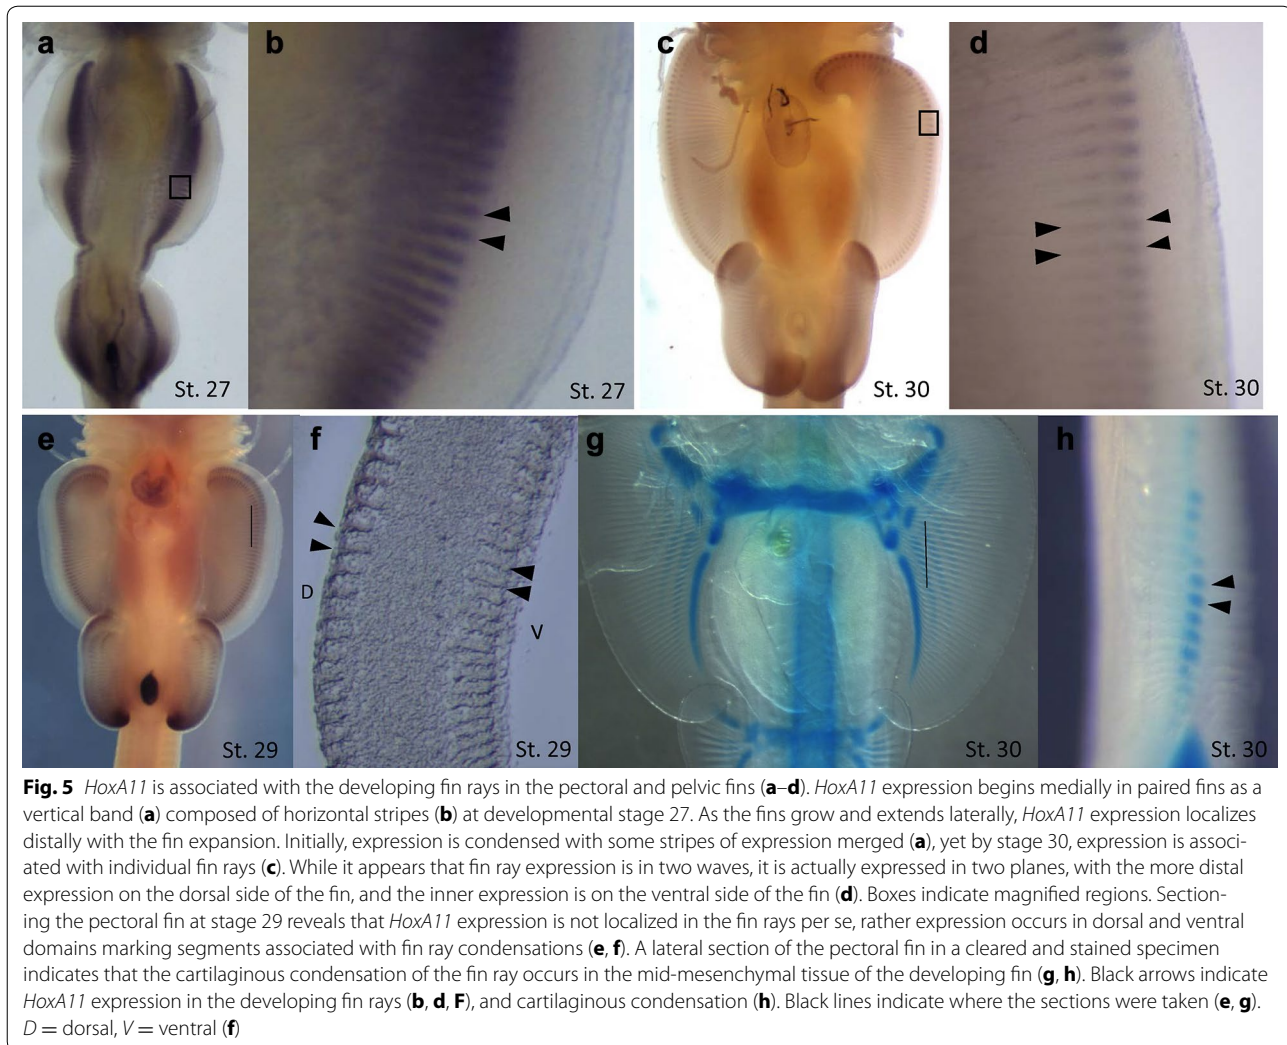 a
b
c
d
St. 27
St. 27
St. 30
St. 30
e
f
g
h
D
V
St. 29
St. 29
St. 30
St. 30
Fig. 5 HoxA11 is associated with the developing fin rays in the pectoral and pelvic fins (a–d). HoxA11 expression begins medially in paired fins as a
vertical band (a) composed of horizontal stripes (b) at developmental stage 27. As the fins grow and extends laterally, HoxA11 expression localizes
distally with the fin expansion. Initially, expression is condensed with some stripes of expression merged (a), yet by stage 30, expression is associ-
ated with individual fin rays (c). While it appears that fin ray expression is in two waves, it is actually expressed in two planes, with the more distal
expression on the dorsal side of the fin, and the inner expression is on the ventral side of the fin (d). Boxes indicate magnified regions. Section-
ing the pectoral fin at stage 29 reveals that HoxA11 expression is not localized in the fin rays per se, rather expression occurs in dorsal and ventral
domains marking segments associated with fin ray condensations (e, f). A lateral section of the pectoral fin in a cleared and stained specimen
indicates that the cartilaginous condensation of the fin ray occurs in the mid-mesenchymal tissue of the developing fin (g, h). Black arrows indicate
HoxA11 expression in the developing fin rays (b, d, F), and cartilaginous condensation (h). Black lines indicate where the sections were taken (e, g).
D = dorsal, V = ventral (f)